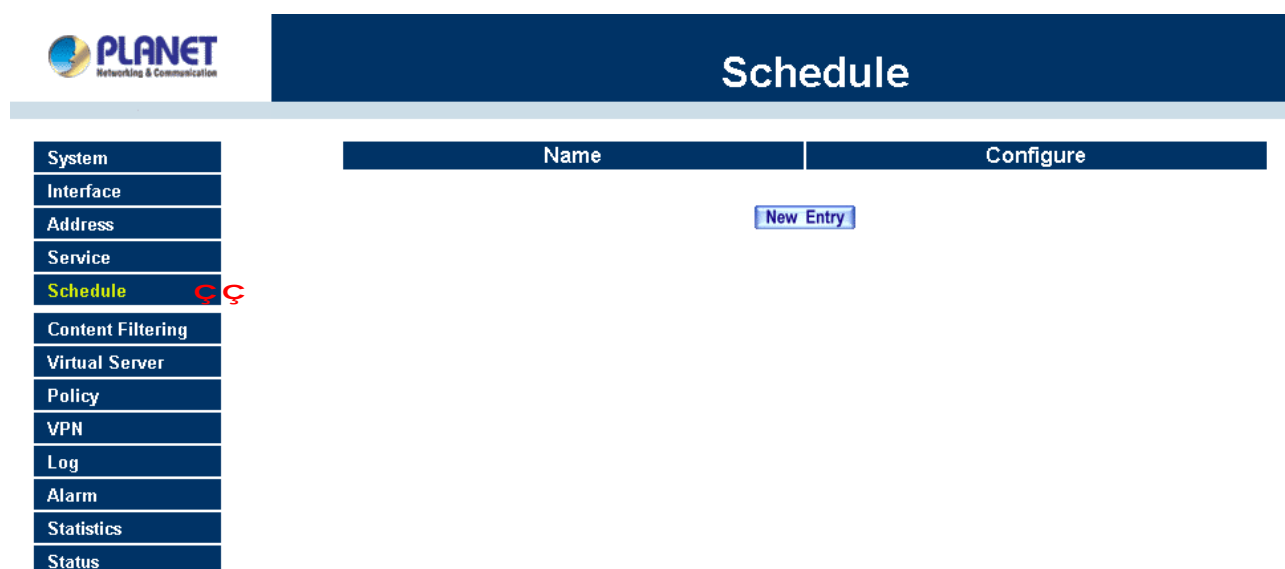 PLANET
Networking & Communication
Schedule
System
Interface
Address
Service
Schedule Ç Ç
Content Filtering
Virtual Server
Policy
VPN
Log
Alarm
Statistics
Status
Name Configure
New Entry